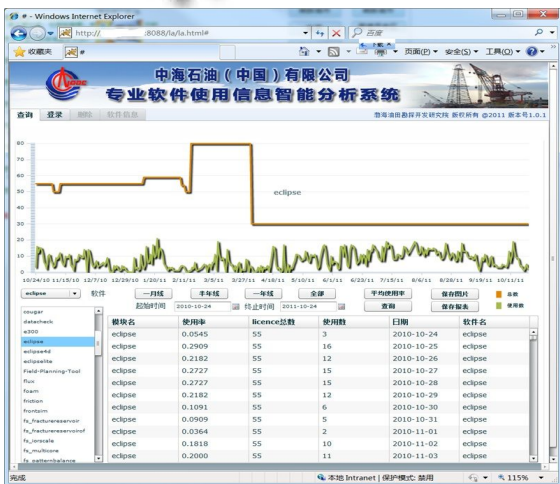 # - Windows Internet Explorer
http:// :8088/la/la.html#
百度
收藏夹 #
页面(P) 安全(S) 工具(O)
中海石油（中国）有限公司
专业软件使用信息智能分析系统
查询 登录 删除 软件信息
渤海油田勘探开发研究院 版权所有 @2011 版本号1.0.1
80
70
60
50
40
30
20
10
0
eclipse
10/24/10 11/15/10 12/7/10 12/29/10 1/20/11 2/11/11 3/5/11 3/27/11 4/18/11 5/10/11 6/1/11 6/23/11 7/15/11 8/6/11 8/28/11 9/19/11 10/11/11
eclipse 软件 一月线 半年线 一年线 全部 平均使用率 保存图片 总数
起始时间 2010-10-24 终止时间 2011-10-24 查询 保存报表 使用数
nougar
datacheck
e300
eclipse
eclipse4d
eclipselite
Field-Planning-Tool
flux
foam
friction
frontsim
fs_fracturereservoir
fs_fracturereservoirof
fs_iorscale
fs_multicore
fs_patternbalance
模块名 使用率 licence总数 使用数 日期 软件名
eclipse 0.0545 55 3 2010-10-24 eclipse
eclipse 0.2909 55 16 2010-10-25 eclipse
eclipse 0.2182 55 12 2010-10-26 eclipse
eclipse 0.2727 55 15 2010-10-27 eclipse
eclipse 0.2727 55 15 2010-10-28 eclipse
eclipse 0.2182 55 12 2010-10-29 eclipse
eclipse 0.1091 55 6 2010-10-30 eclipse
eclipse 0.0909 55 5 2010-10-31 eclipse
eclipse 0.0364 55 2 2010-11-01 eclipse
eclipse 0.1818 55 10 2010-11-02 eclipse
eclipse 0.2000 55 11 2010-11-03 eclipse
完成 本地 Intranet | 保护模式: 禁用 115%